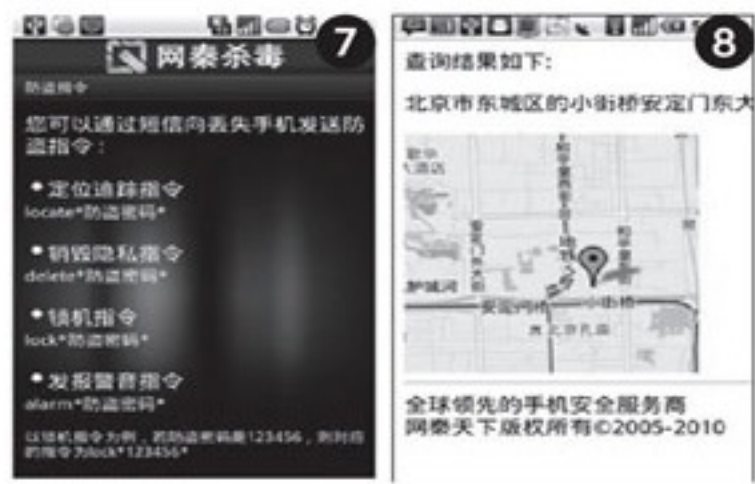 7
网秦杀毒
防盗指令
您可以通过短信向丢失手机发送防
盗指令：
•定位追踪指令
locate*防盗密码*
•销毁隐私指令
delete*防盗密码*
•锁机指令
lock*防盗密码*
•发报警音指令
alarm*防盗密码*
以锁机指令为例，若防盗密码是123456，则对应
的指令为lock*123456*
8
查询结果如下:
北京市东城区的小街桥安定门东大
护城河
安定门桥
小街桥
全球领先的手机安全服务商
网秦天下版权所有©2005-2010